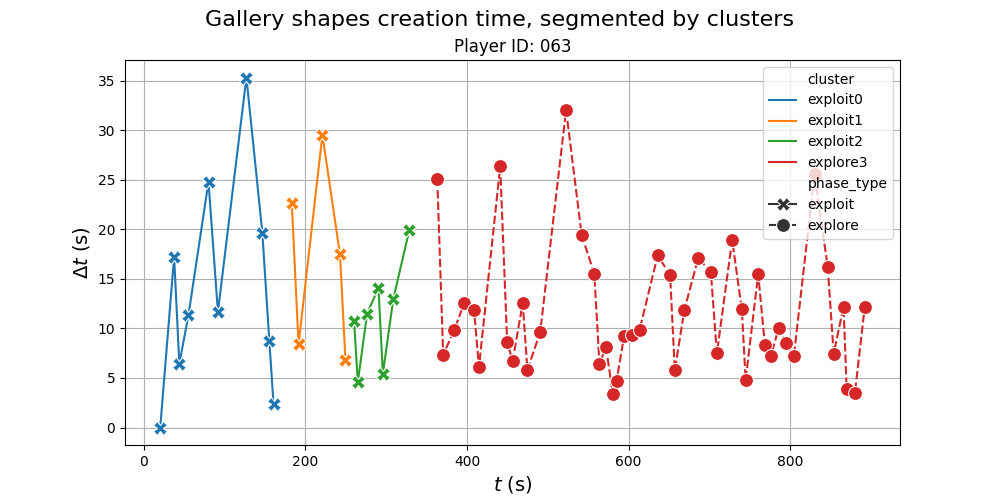 Gallery shapes creation time, segmented by clusters
Player ID: 063
35
30
25
20
15
10
5
0
Δt (s)
0 200 400 600 800
t (s)
cluster
exploit0
exploit1
exploit2
explore3
phase_type
exploit
explore